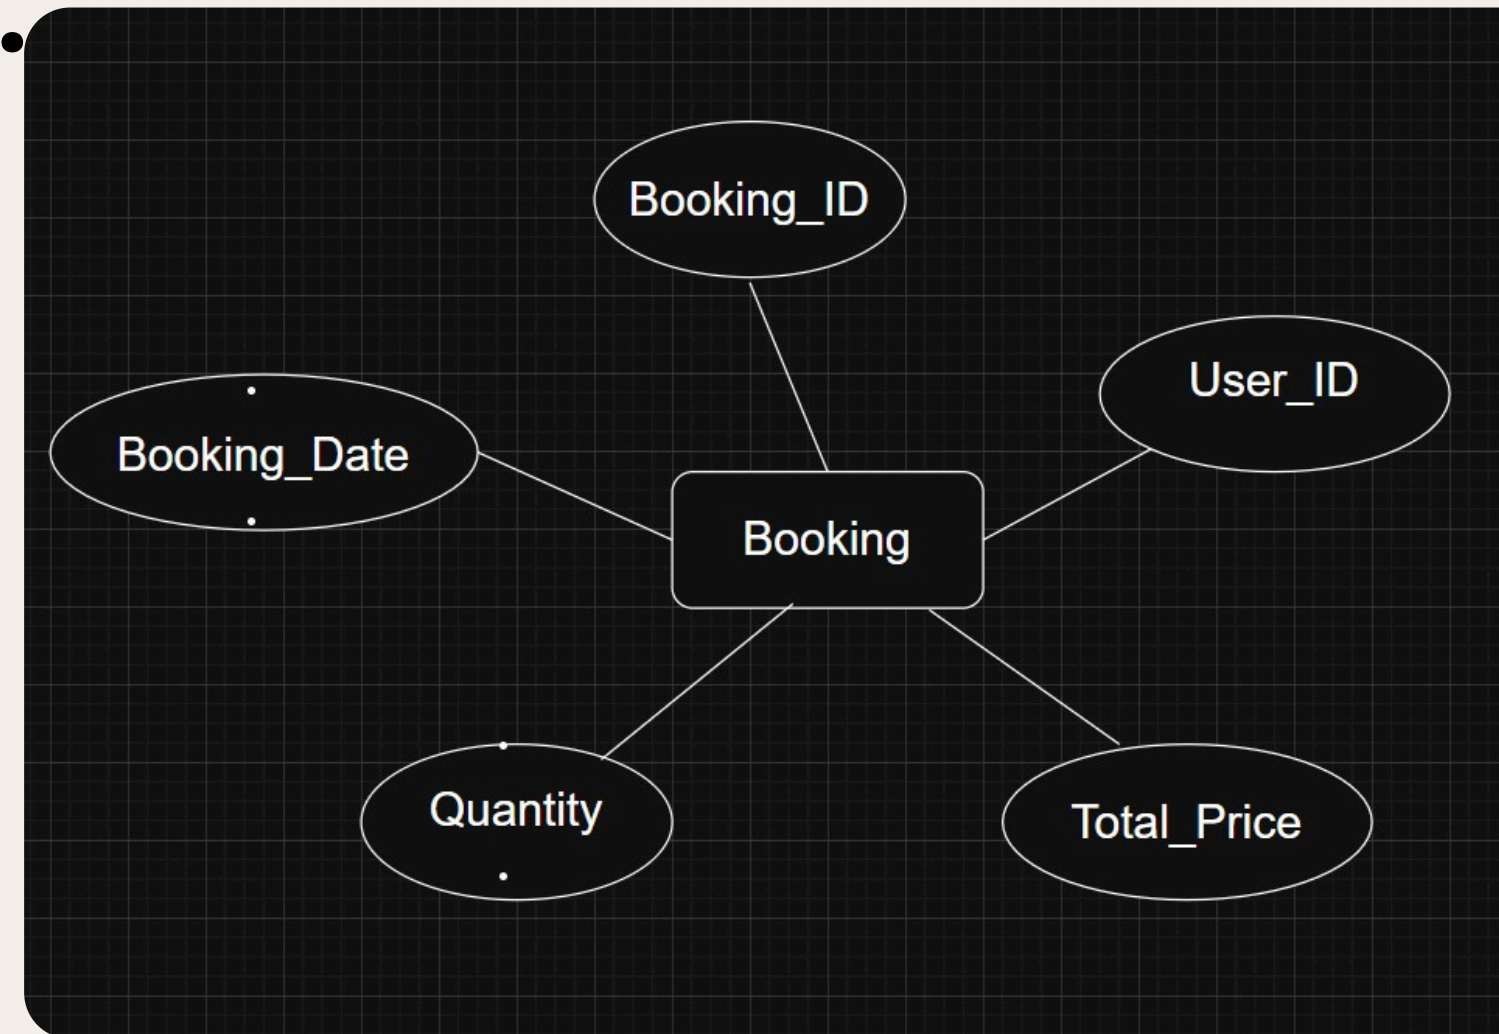 Booking_ID
User_ID
Booking_Date
Booking
Quantity
Total_Price